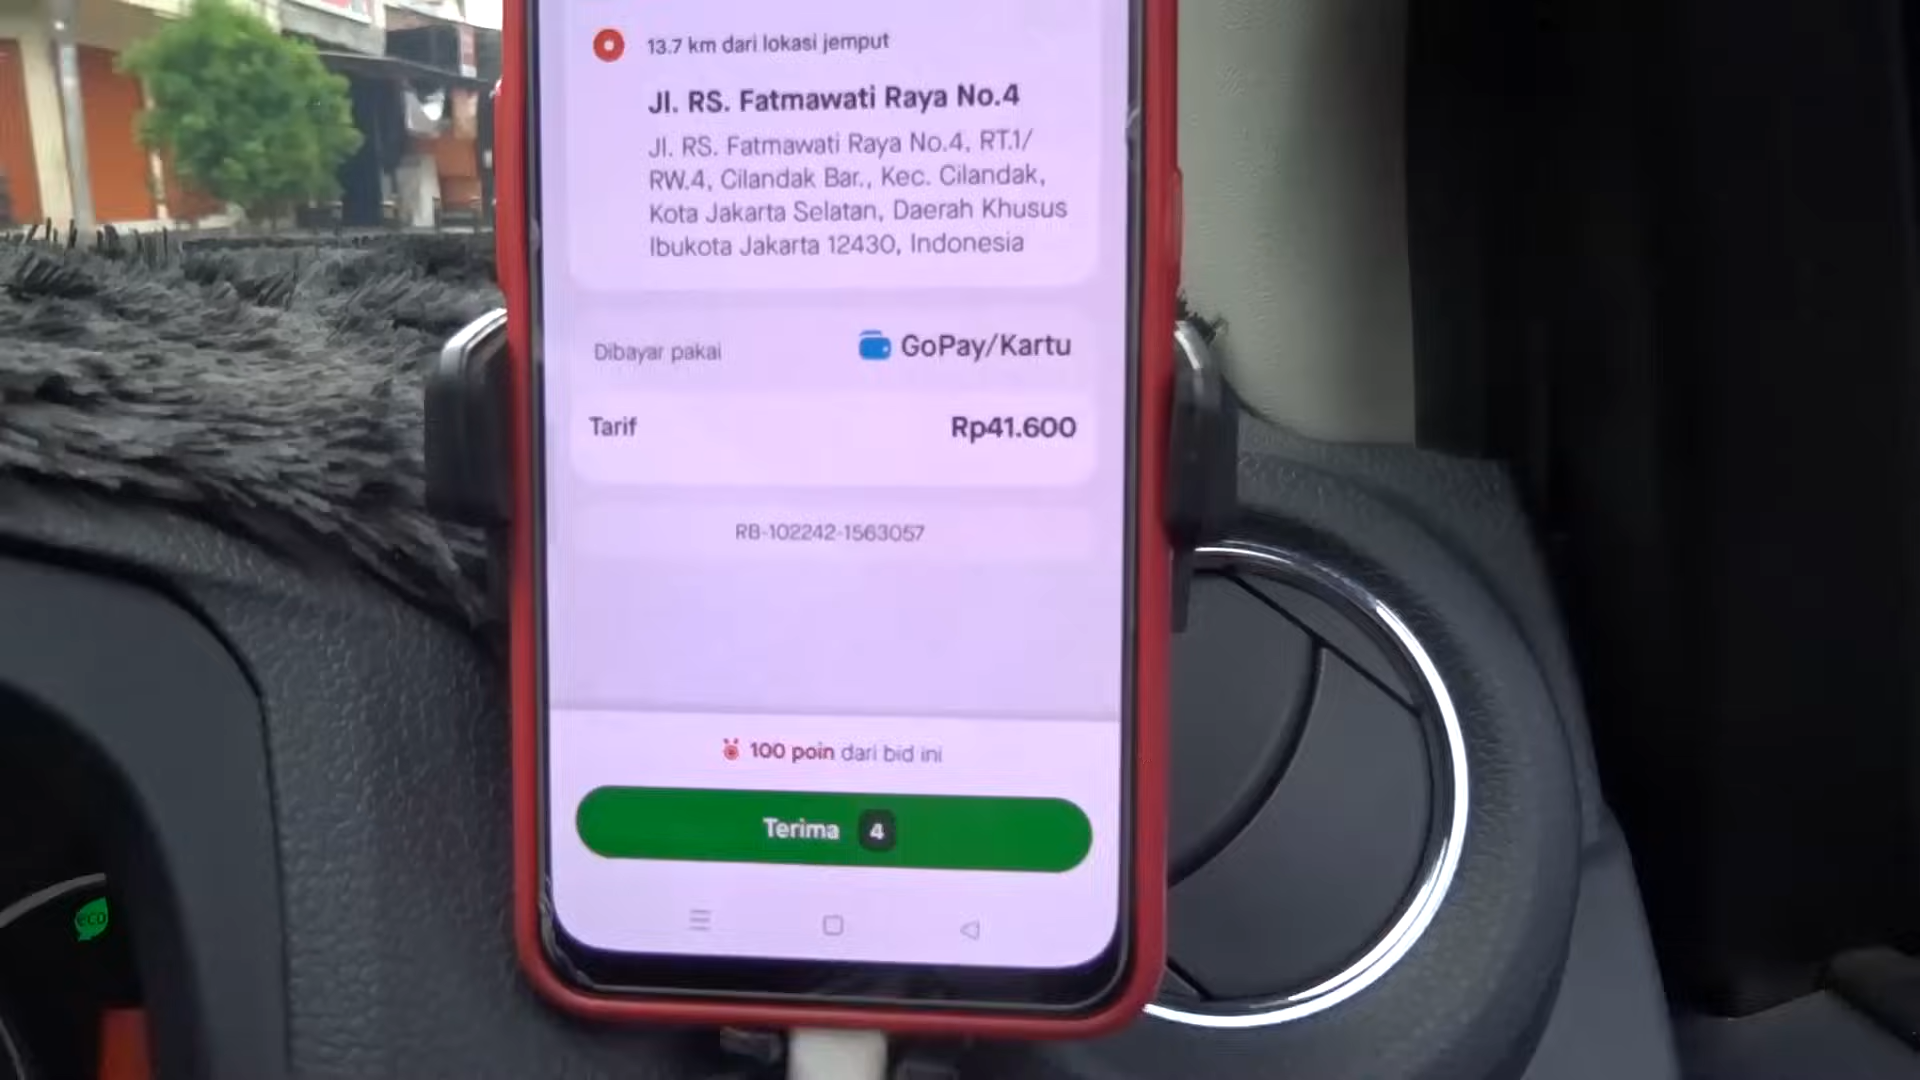 13.7 km dari lokasi jemput
Jl. RS. Fatmawati Raya No.4
Jl. RS. Fatmawati Raya No.4, RT.1/
RW.4, Cilandak Bar., Kec. Cilandak,
Kota Jakarta Selatan, Daerah Khusus
Ibukota Jakarta 12430, Indonesia
Dibayar pakai GoPay/Kartu
Tarif Rp41.600
RB-102242-1563057
100 poin dari bid ini
Terima 4
eco